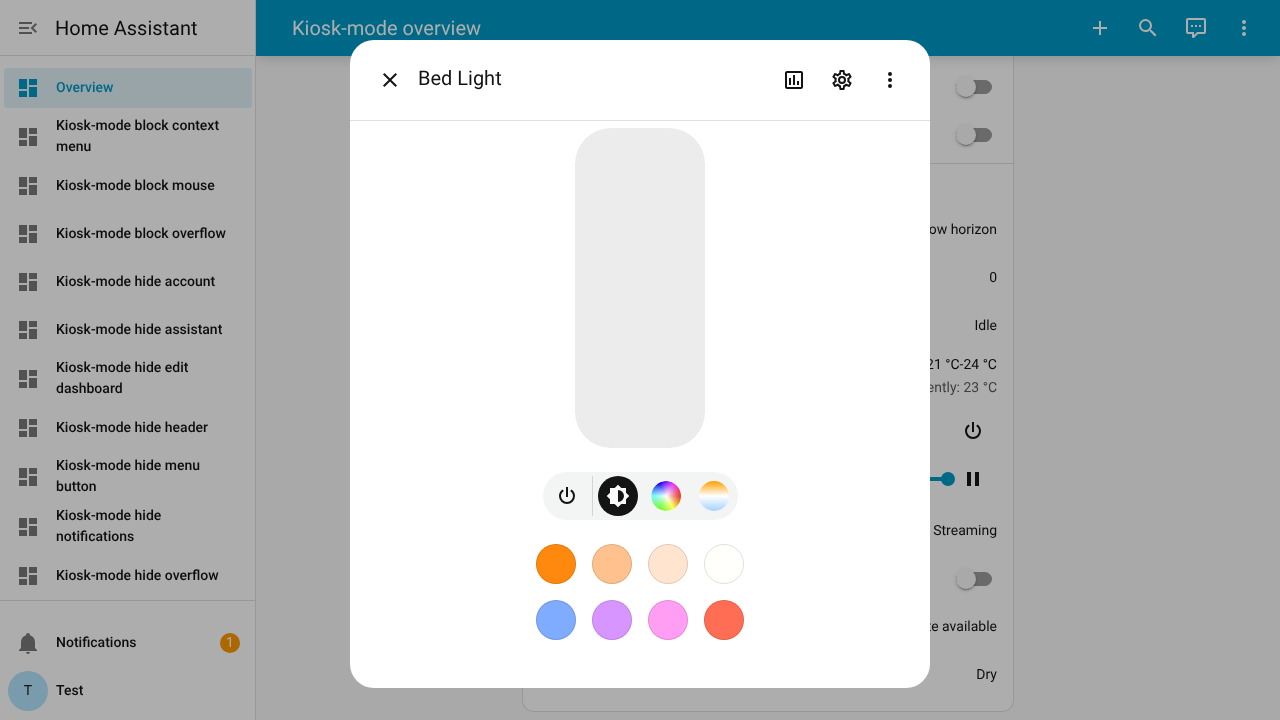 Home Assistant
Kiosk-mode overview
Overview
Kiosk-mode block context
menu
Kiosk-mode block mouse
Kiosk-mode block overflow
Kiosk-mode hide account
Kiosk-mode hide assistant
Kiosk-mode hide edit
dashboard
Kiosk-mode hide header
Kiosk-mode hide menu
button
Kiosk-mode hide
notifications
Kiosk-mode hide overflow
Notifications
1
T
Test
Bed Light
ow horizon
0
Idle
21 °C-24 °C
ently: 23 °C
Streaming
available
Dry